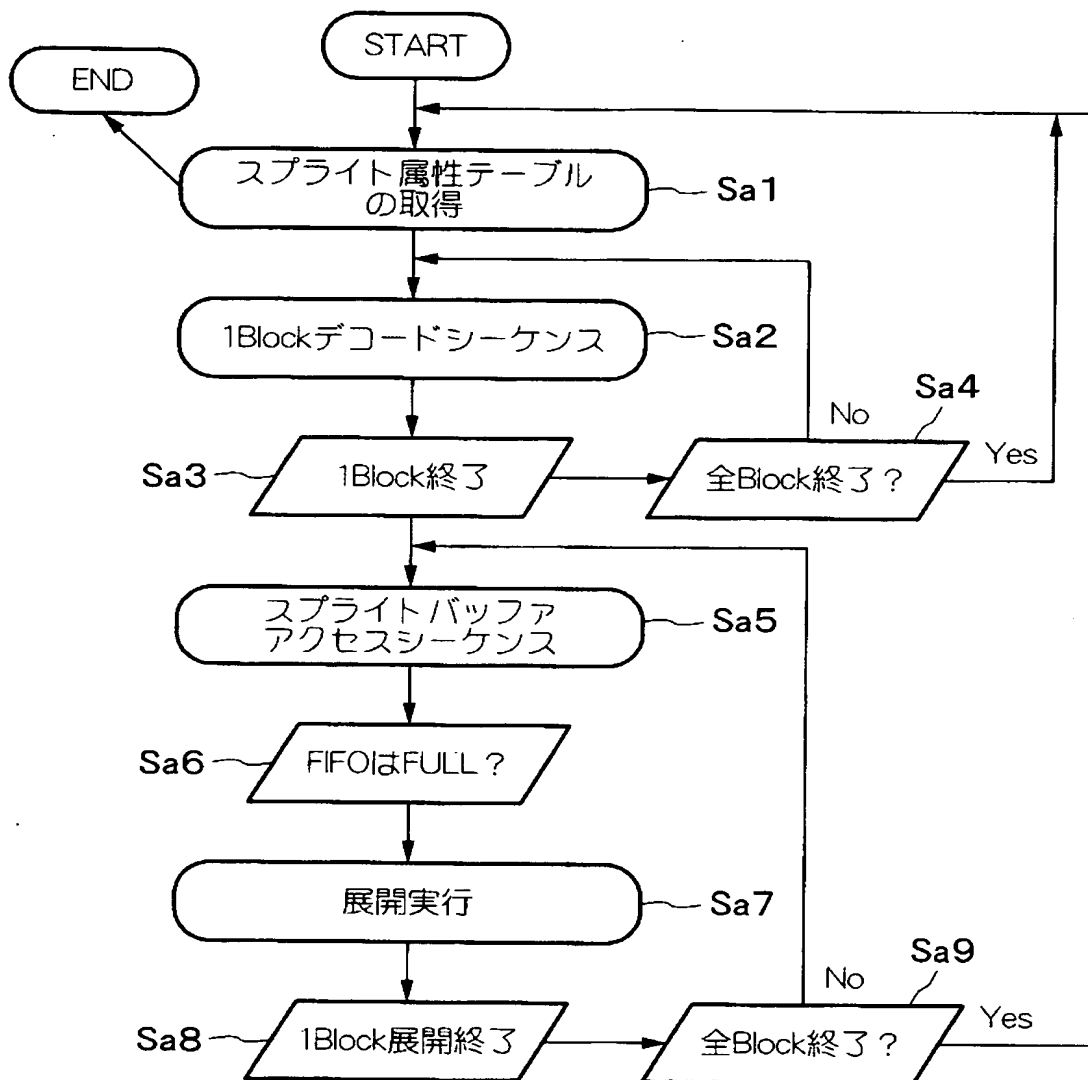 START
END
スプライト属性テーブル
の取得
Sa1
1Blockデコードシーケンス
Sa2
Sa4
No
Yes
Sa3
1Block終了
全Block終了？
スプライトバッファ
アクセスシーケンス
Sa5
Sa6
FIFOはFULL？
展開実行
Sa7
Sa9
No
Yes
Sa8
1Block展開終了
全Block終了？